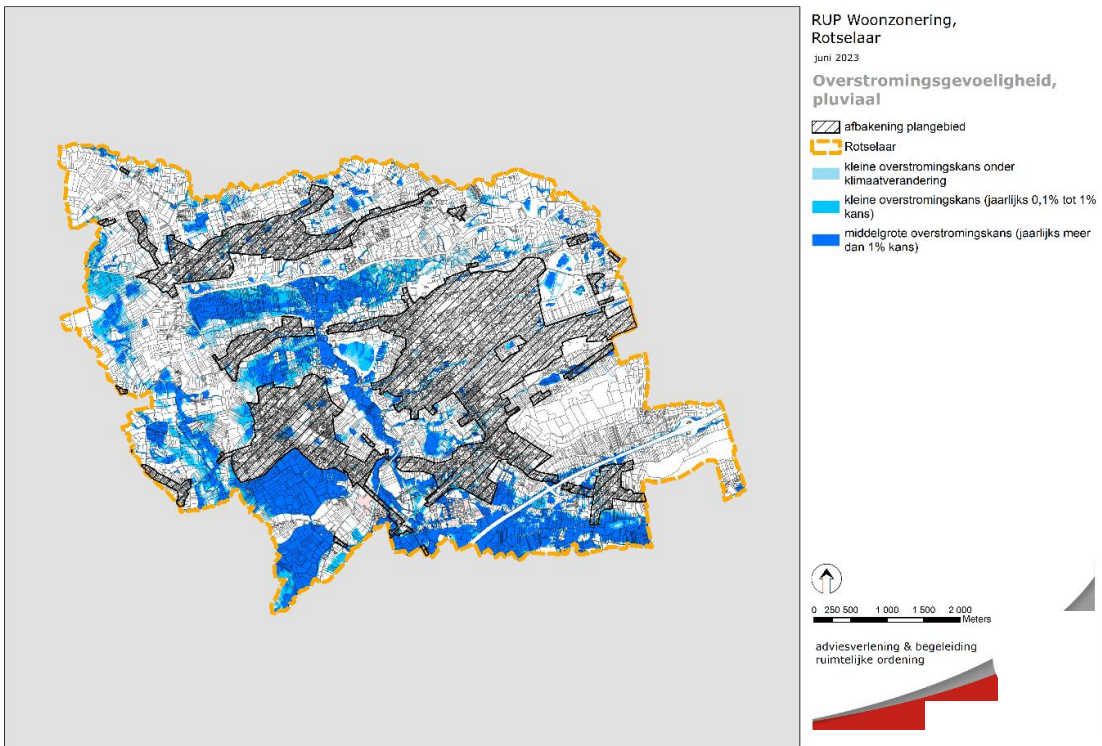 RUP Woonzonering,
Rotselaar
juni 2023
Overstromingsgevoeligheid,
pluviaal
afbakening plangebied
Rotselaar
kleine overstromingskans onder
klimaatverandering
kleine overstromingskans (jaarlijks 0,1% tot 1%
kans)
middelgrote overstromingskans (jaarlijks meer
dan 1% kans)
0 250 500 1 000 1 500 2 000
Meters
adviesverlening & begeleiding
ruimtelijke ordening